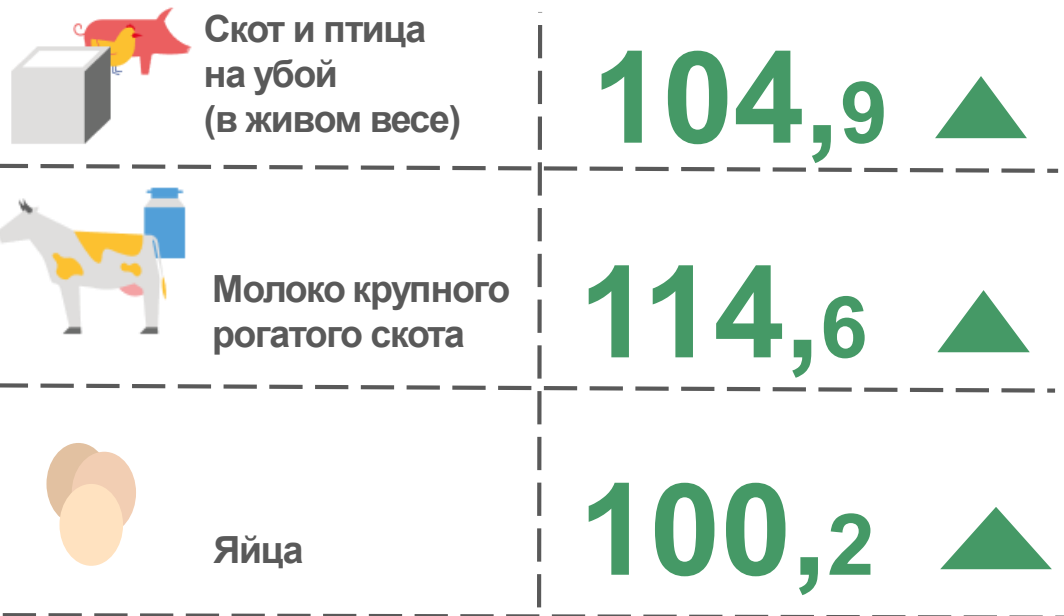 Скот и птица
на убой
(в живом весе)
104,9
Молоко крупного
рогатого скота
114,6
Яйца
100,2